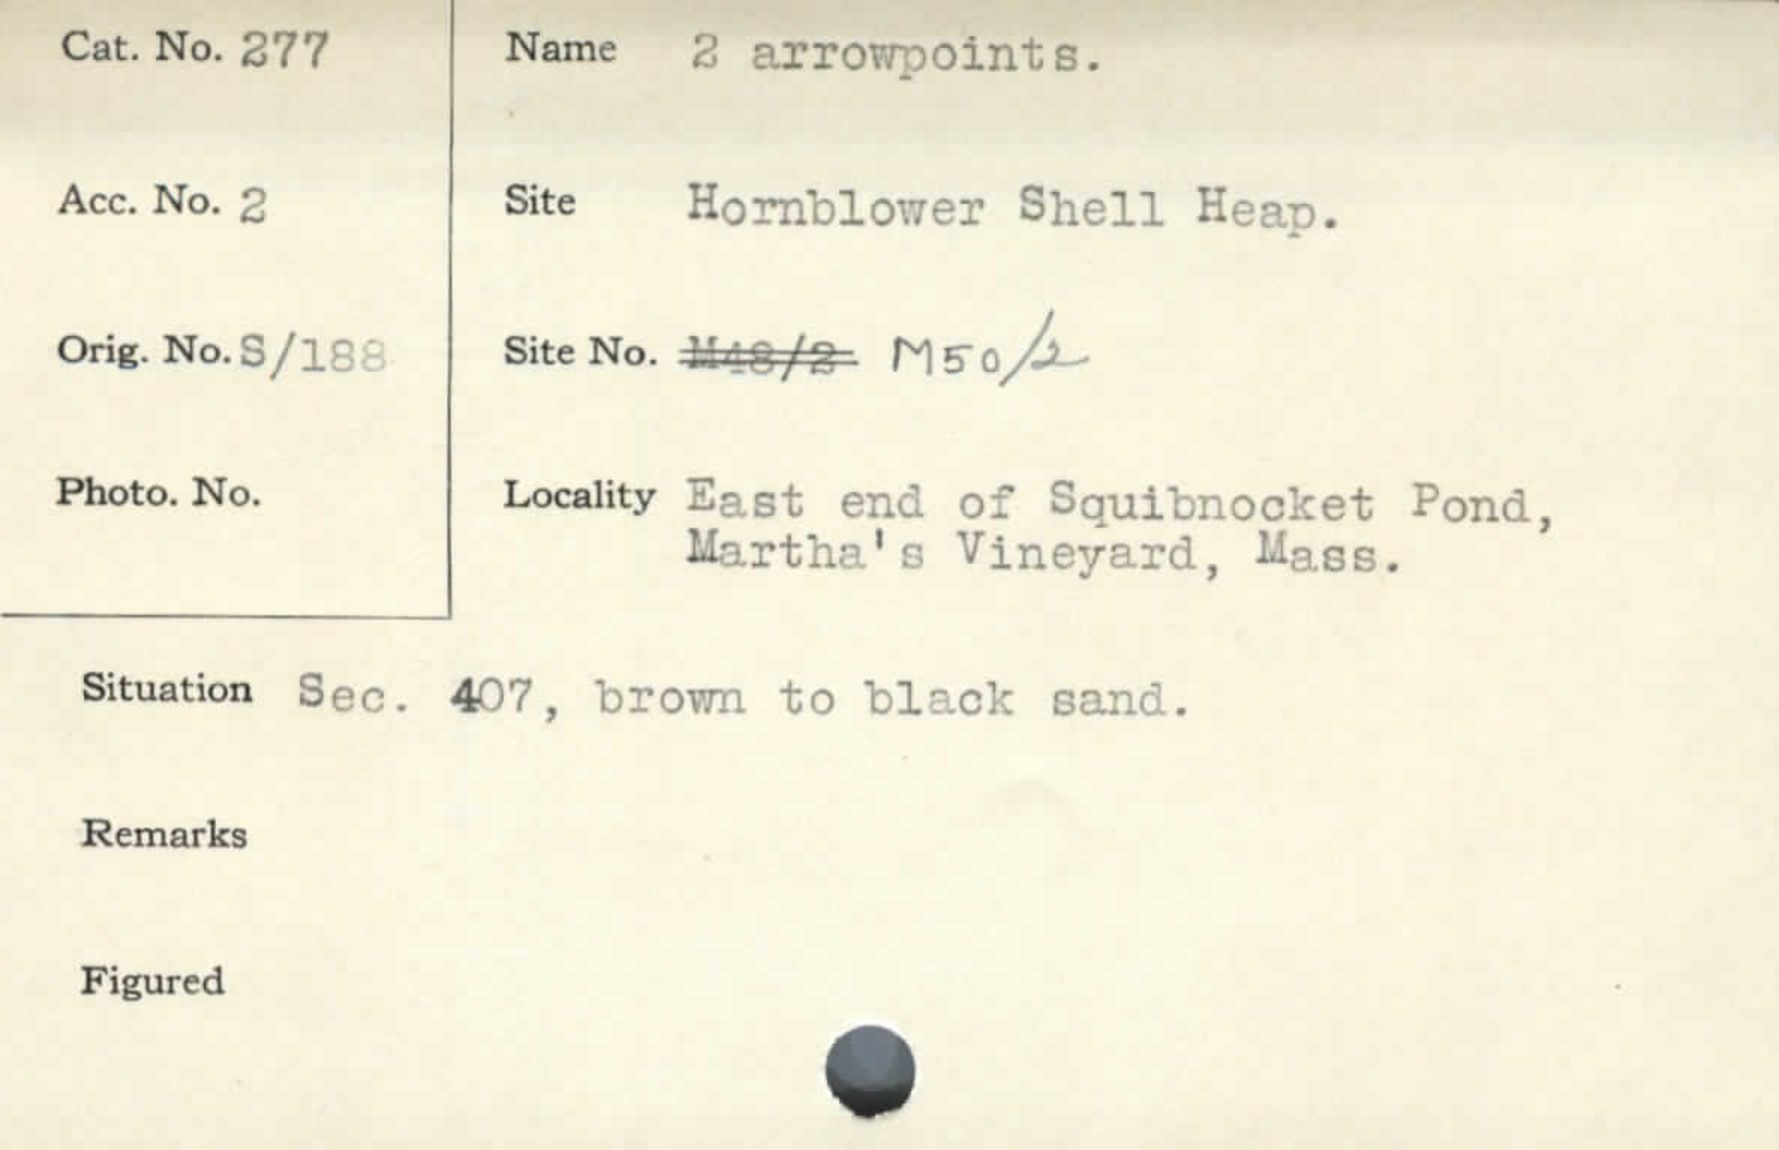 Cat. No. 277
Name 2 arrowpoints.
Acc. No. 2
Site Hornblower Shell Heap.
Orig. No. S/188
Site No. M48/2 M50/2
Photo. No.
Locality East end of Squibnocket Pond,
Martha's Vineyard, Mass.
Situation Sec. 407, brown to black sand.
Remarks
Figured